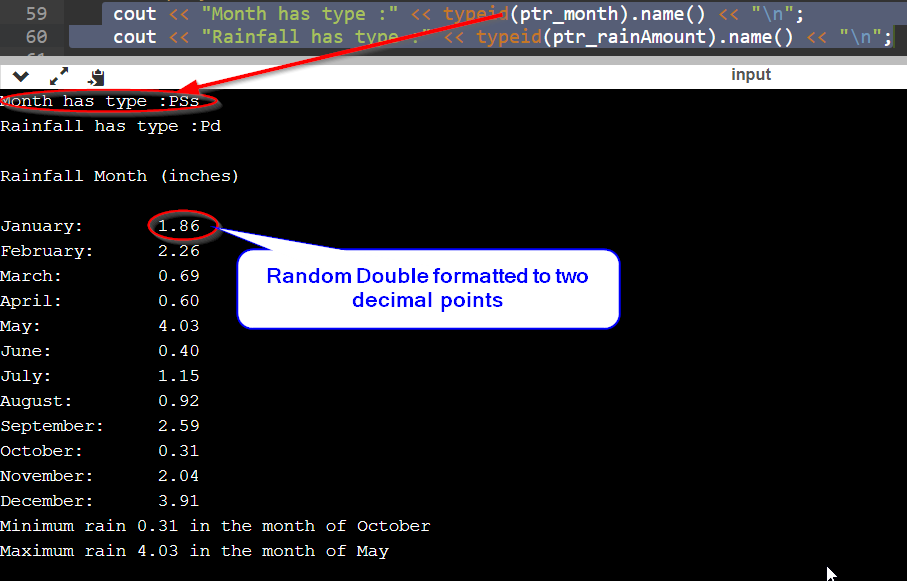 59 cout << "Month has type :" << typeid(ptr_month).name() << "\n";
60 cout << "Rainfall has type :" << typeid(ptr_rainAmount).name() << "\n";
input
Month has type :PSs
Rainfall has type :Pd
Rainfall Month (inches)
January: 1.86
February: 2.26
March: 0.69
April: 0.60
May: 4.03
June: 0.40
July: 1.15
August: 0.92
September: 2.59
October: 0.31
November: 2.04
December: 3.91
Minimum rain 0.31 in the month of October
Maximum rain 4.03 in the month of May
Random Double formatted to two
decimal points